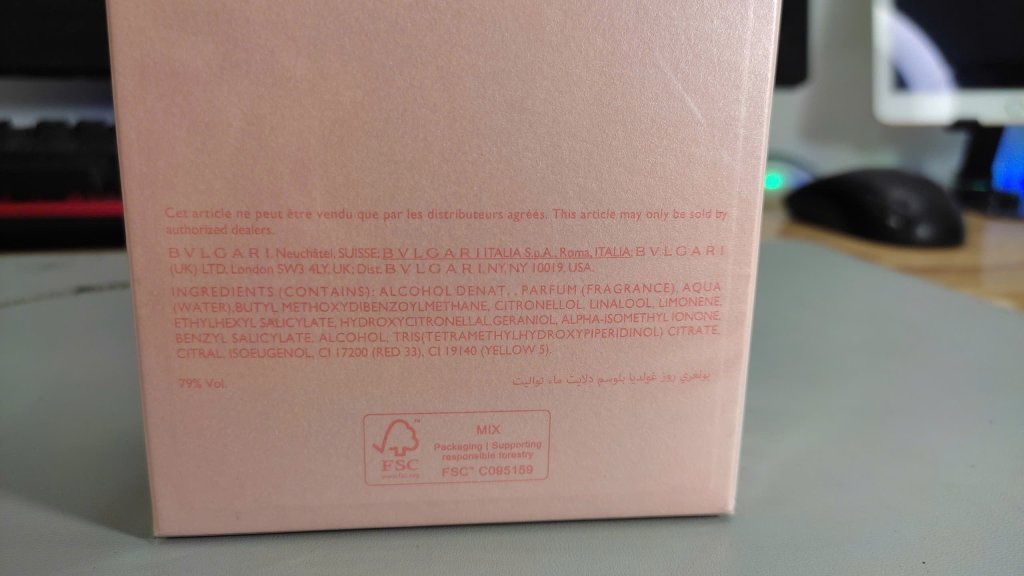 Cet article ne peut être vendu que par les distributeurs agréés. This article may only be sold by
authorized dealers.
BVLGARI, Neuchâtel, SUISSE; BVLGARI ITALIA S.p.A., Roma, ITALIA, BVLGARI
(UK) LTD. London SW3 4LY, UK; Dist. BVLGARI, NY, NY 10019, USA.
INGREDIENTS (CONTAINS): ALCOHOL DENAT., PARFUM (FRAGRANCE), AQUA
(WATER),BUTYL METHOXYDIBENZOYLMETHANE, CITRONELLOL, LINALOOL, LIMONENE,
ETHYLHEXYL SALICYLATE, HYDROXYCITRONELLAL,GERANIOL, ALPHA-ISOMETHYL IONONE,
BENZYL SALICYLATE, ALCOHOL, TRIS(TETRAMETHYLHYDROXYPIPERIDINOL) CITRATE,
CITRAL, ISOEUGENOL, CI 17200 (RED 33), CI 19140 (YELLOW 5).
79% Vol.
بولغري روز غولديا بلوسم دلايت ماء تواليت
FSC™
www.fsc.org
MIX
Packaging | Supporting
responsible forestry
FSC™ C095159